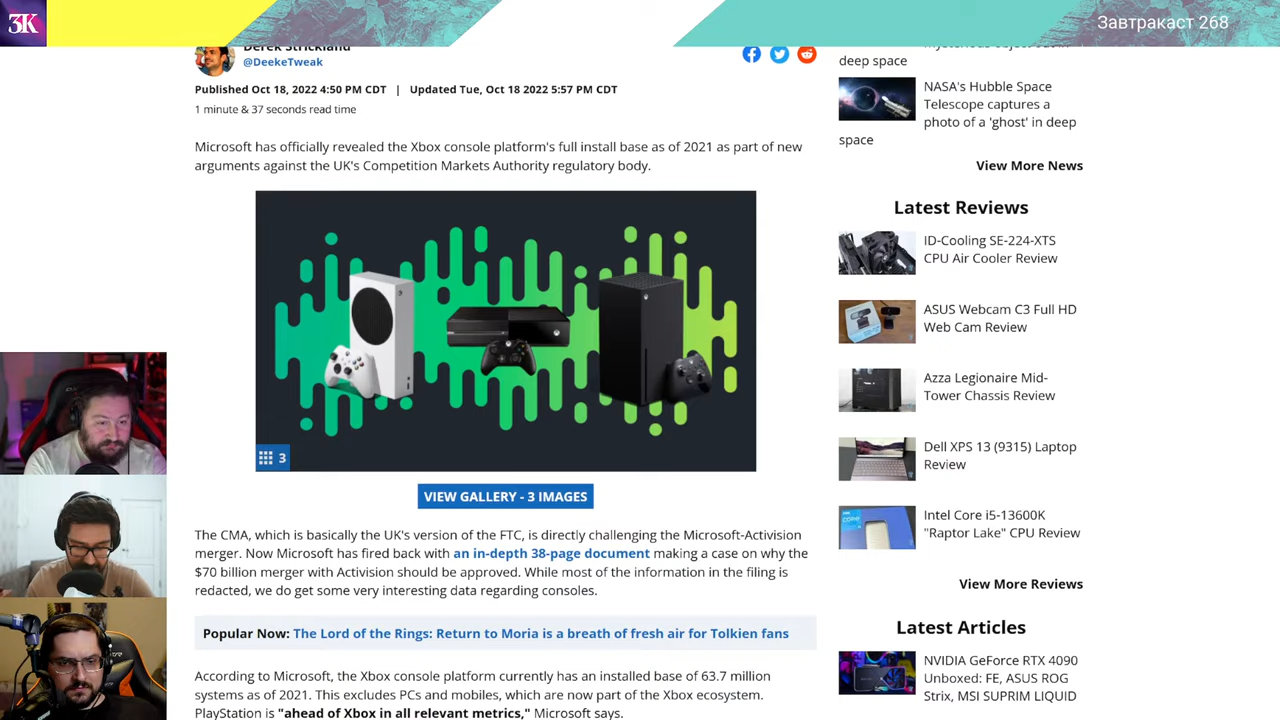 3K
Завтракаст 268
Derek Strickland
@DeekeTweak
Published Oct 18, 2022 4:50 PM CDT | Updated Tue, Oct 18 2022 5:57 PM CDT
1 minute & 37 seconds read time
Microsoft has officially revealed the Xbox console platform's full install base as of 2021 as part of new
arguments against the UK's Competition Markets Authority regulatory body.
3
VIEW GALLERY - 3 IMAGES
The CMA, which is basically the UK's version of the FTC, is directly challenging the Microsoft-Activision
merger. Now Microsoft has fired back with an in-depth 38-page document making a case on why the
$70 billion merger with Activision should be approved. While most of the information in the filing is
redacted, we do get some very interesting data regarding consoles.
Popular Now: The Lord of the Rings: Return to Moria is a breath of fresh air for Tolkien fans
According to Microsoft, the Xbox console platform currently has an installed base of 63.7 million
systems as of 2021. This excludes PCs and mobiles, which are now part of the Xbox ecosystem.
PlayStation is "ahead of Xbox in all relevant metrics," Microsoft says.
deep space
NASA's Hubble Space
Telescope captures a
photo of a 'ghost' in deep
space
View More News
Latest Reviews
ID-Cooling SE-224-XTS
CPU Air Cooler Review
ASUS Webcam C3 Full HD
Web Cam Review
Azza Legionaire Mid-
Tower Chassis Review
Dell XPS 13 (9315) Laptop
Review
Intel Core i5-13600K
"Raptor Lake" CPU Review
View More Reviews
Latest Articles
NVIDIA GeForce RTX 4090
Unboxed: FE, ASUS ROG
Strix, MSI SUPRIM LIQUID